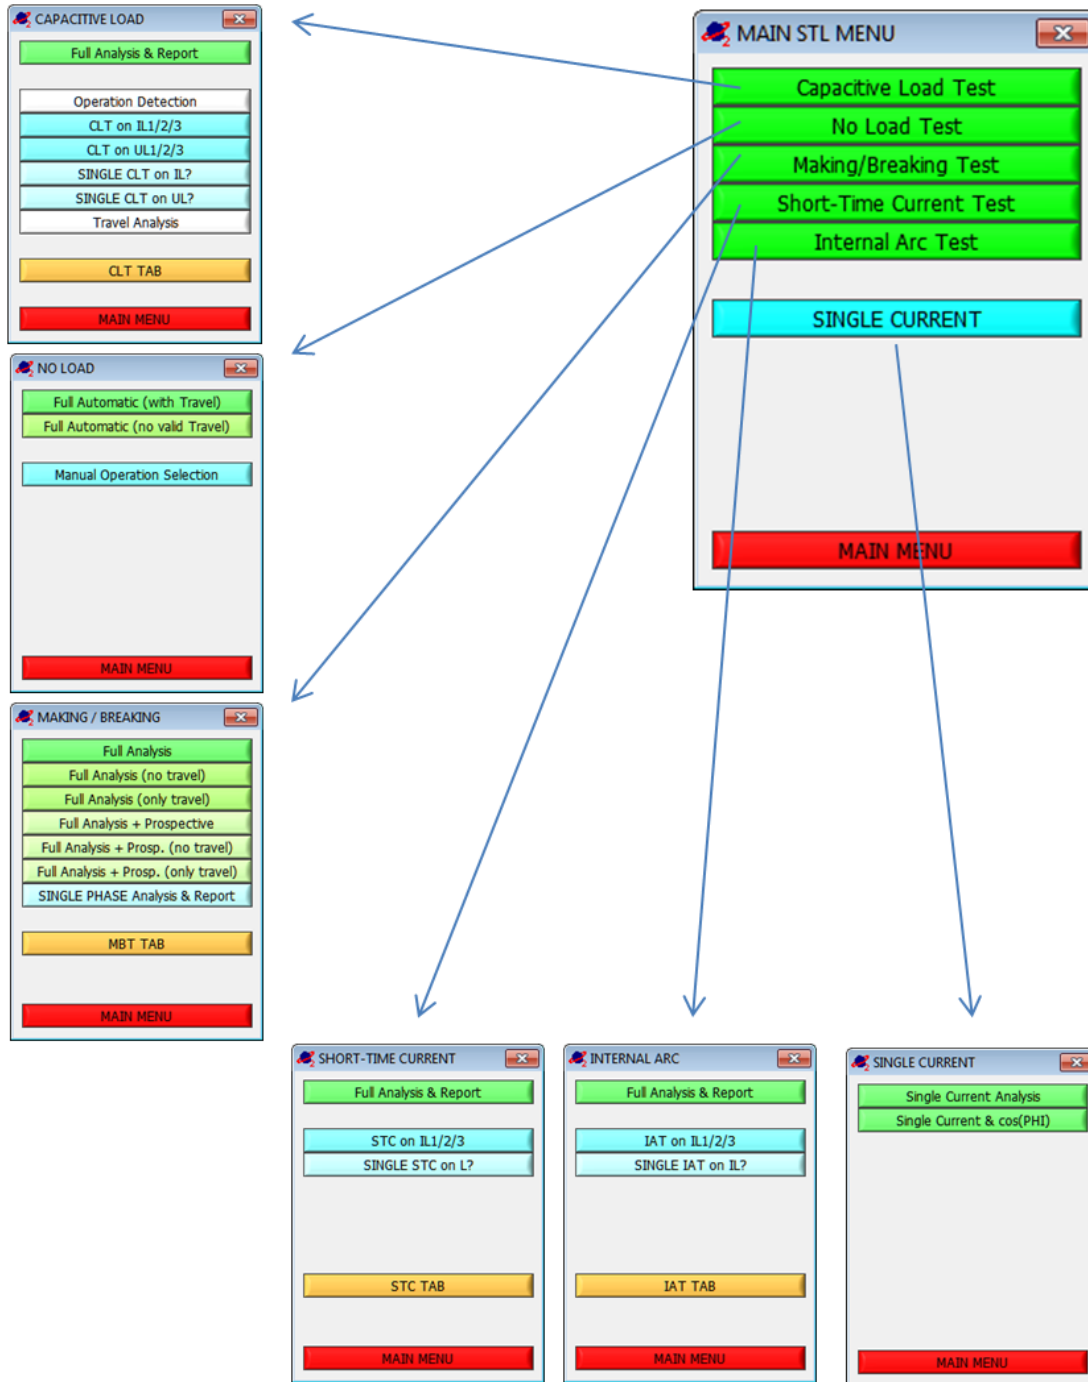 CAPACITIVE LOAD
Full Analysis & Report
Operation Detection
CLT on IL1/2/3
CLT on UL1/2/3
SINGLE CLT on IL?
SINGLE CLT on UL?
Travel Analysis
CLT TAB
MAIN MENU
MAIN STL MENU
Capacitive Load Test
No Load Test
Making/Breaking Test
Short-Time Current Test
Internal Arc Test
SINGLE CURRENT
MAIN MENU
NO LOAD
Full Automatic (with Travel)
Full Automatic (no valid Travel)
Manual Operation Selection
MAIN MENU
MAKING / BREAKING
Full Analysis
Full Analysis (no travel)
Full Analysis (only travel)
Full Analysis + Prospective
Full Analysis + Prosp. (no travel)
Full Analysis + Prosp. (only travel)
SINGLE PHASE Analysis & Report
MBT TAB
MAIN MENU
SHORT-TIME CURRENT
Full Analysis & Report
STC on IL1/2/3
SINGLE STC on L?
STC TAB
MAIN MENU
INTERNAL ARC
Full Analysis & Report
IAT on IL1/2/3
SINGLE IAT on IL?
IAT TAB
MAIN MENU
SINGLE CURRENT
Single Current Analysis
Single Current & cos(PHI)
MAIN MENU